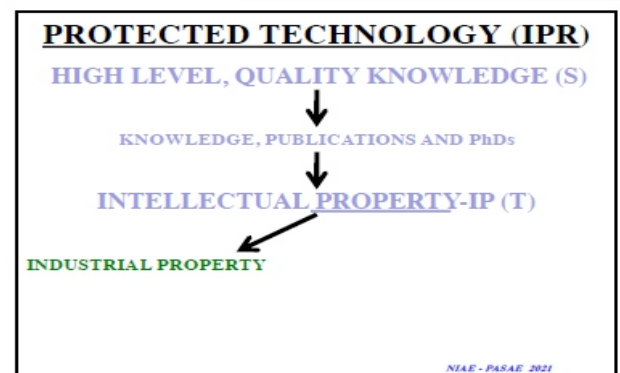 PROTECTED TECHNOLOGY (IPR)
HIGH LEVEL, QUALITY KNOWLEDGE (S)
KNOWLEDGE, PUBLICATIONS AND PhDs
INTELLECTUAL PROPERTY-IP (T)
INDUSTRIAL PROPERTY
NIAE - PASAE 2021